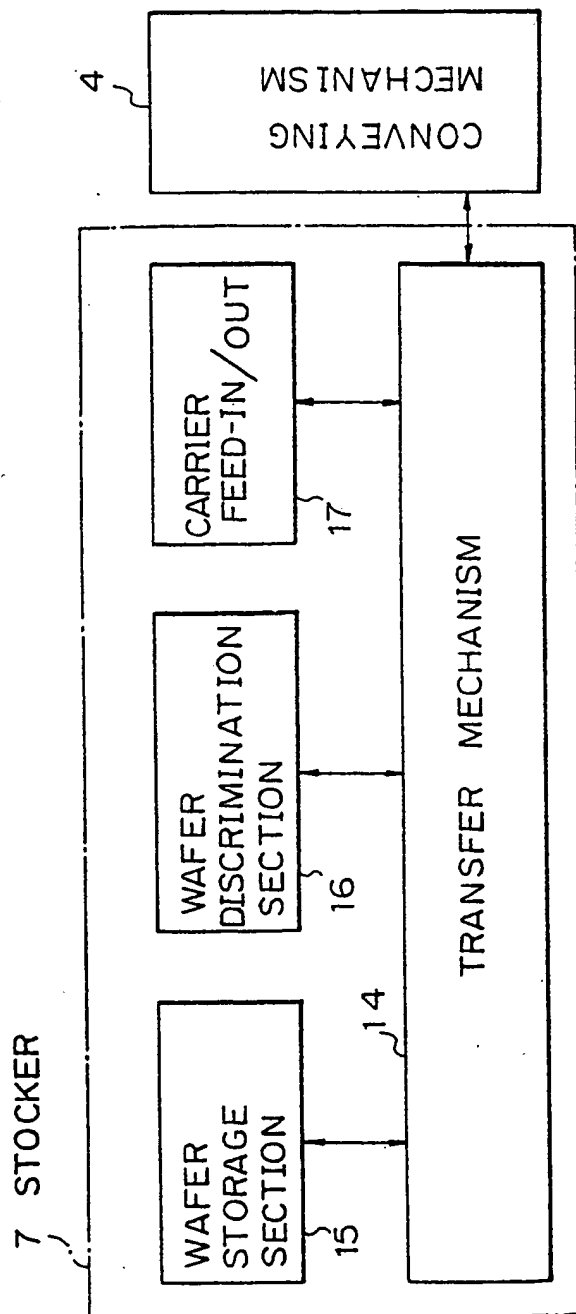 7 STOCKER
WAFER
STORAGE
SECTION
15
WAFER
DISCRIMINATION
SECTION
16
CARRIER
FEED-IN/OUT
17
14
TRANSFER MECHANISM
4
CONVEYING
MECHANISM